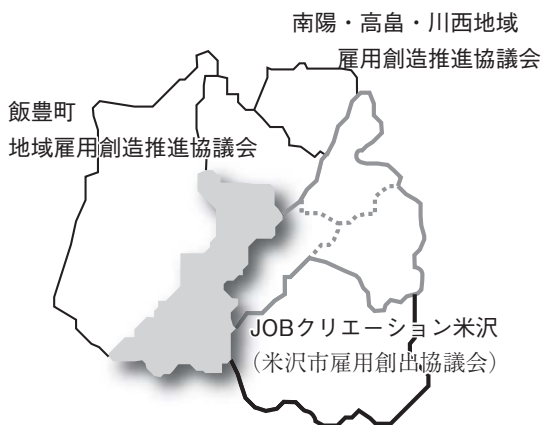 南陽・高畠・川西地域
雇用創造推進協議会
飯豊町
地域雇用創造推進協議会
JOBクリエーション米沢
（米沢市雇用創出協議会）